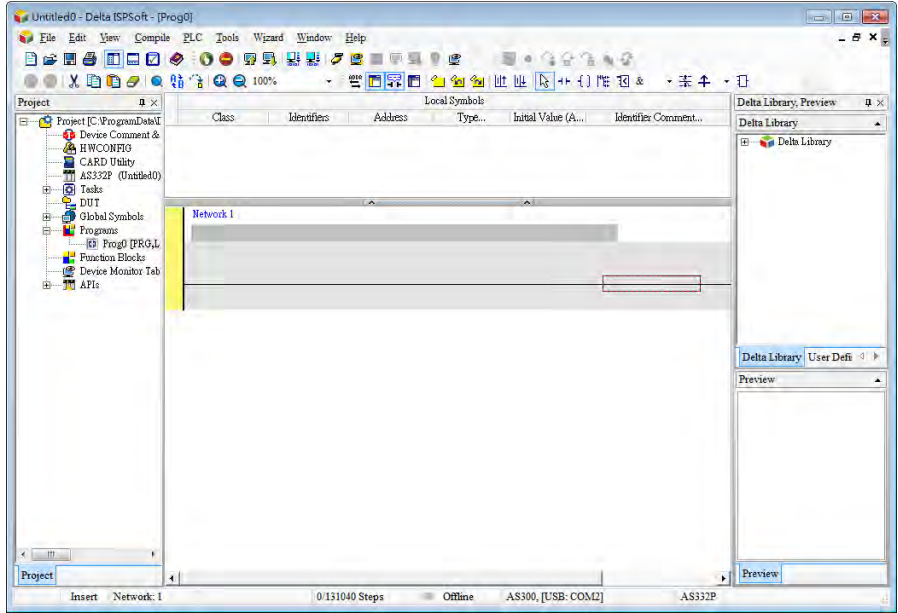 Untitled0 - Delta ISPSoft - [Prog0]
File Edit View Compile PLC Tools Wizard Window Help
100%
Project
Project [C:\ProgramData\I
Device Comment &
HWCONFIG
CARD Utility
AS332P (Untitled0)
Tasks
DUT
Global Symbols
Programs
Prog0 [PRG,L
Function Blocks
Device Monitor Tab
APIs
Project
Local Symbols
Class Identifiers Address Type... Initial Value (A... Identifier Comment...
Network 1
Delta Library, Preview
Delta Library
Delta Library
Delta Library User Defi
Preview
Preview
Insert Network: 1 0/131040 Steps Offline AS300, [USB: COM2] AS332P